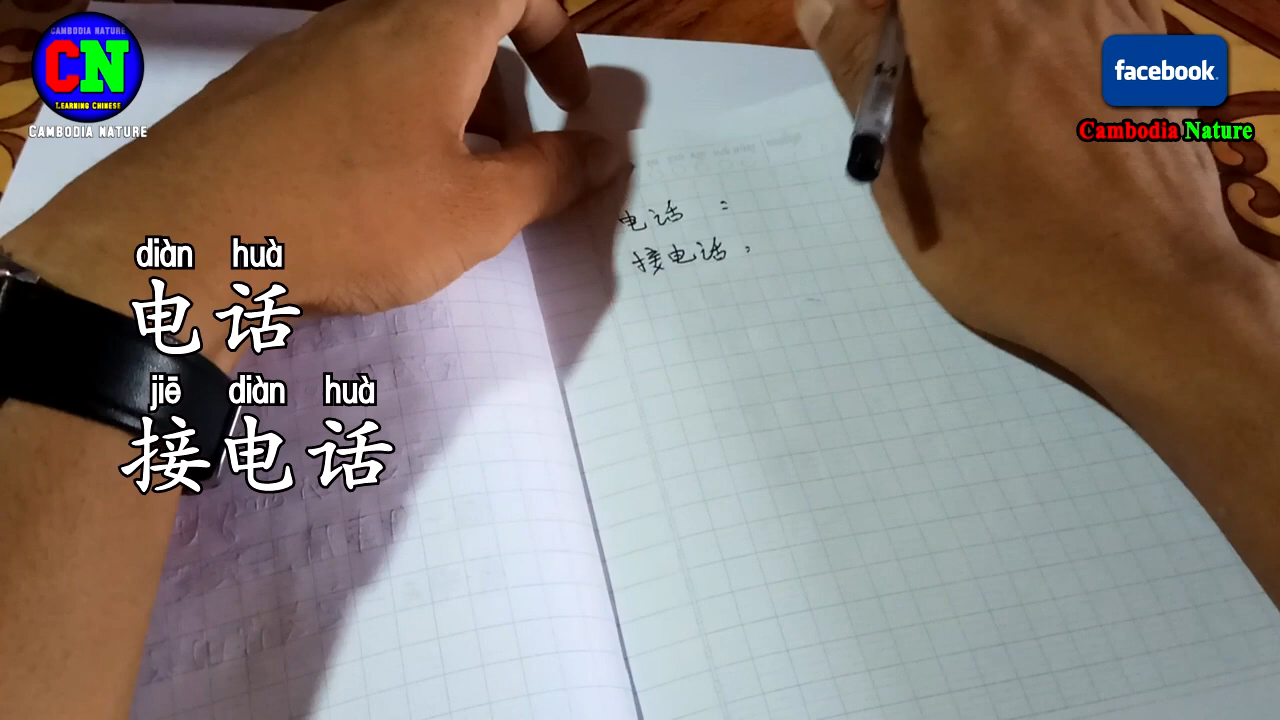 CAMBODIA NATURE
CN
LEARNING CHINESE
CAMBODIA NATURE
facebook
Cambodia Nature
电话 :
接电话 ,
diàn huà
电话
jiē diàn huà
接电话